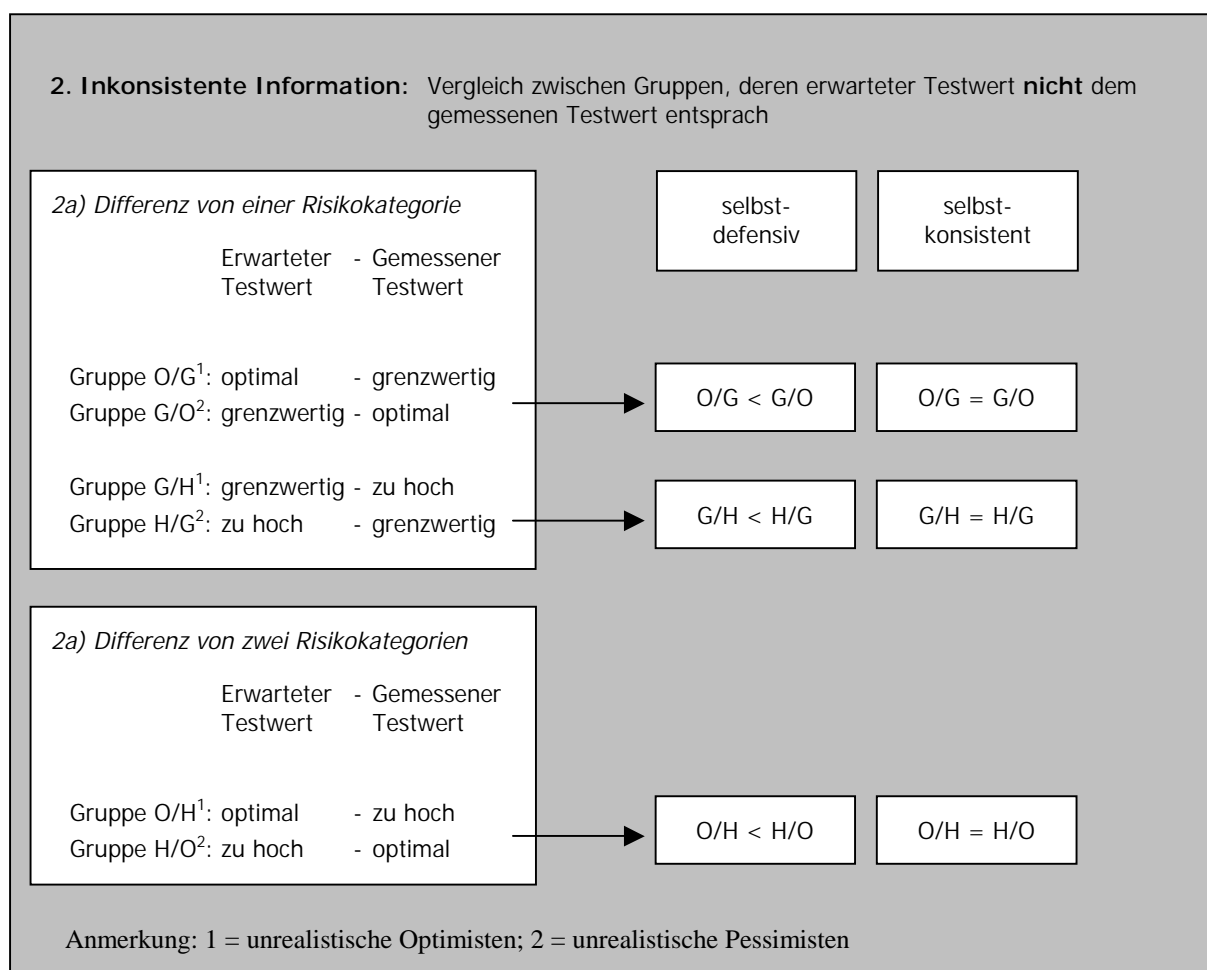 2. Inkonsistente Information: Vergleich zwischen Gruppen, deren erwarteter Testwert nicht dem
gemessenen Testwert entsprach
2a) Differenz von einer Risikokategorie
Erwarteter - Gemessener
Testwert Testwert
selbst-
defensiv
selbst-
konsistent
Gruppe O/G¹: optimal - grenzwertig
Gruppe G/O²: grenzwertig - optimal
O/G < G/O
O/G = G/O
Gruppe G/H¹: grenzwertig - zu hoch
Gruppe H/G²: zu hoch - grenzwertig
G/H < H/G
G/H = H/G
2a) Differenz von zwei Risikokategorien
Erwarteter - Gemessener
Testwert Testwert
Gruppe O/H¹: optimal - zu hoch
Gruppe H/O²: zu hoch - optimal
O/H < H/O
O/H = H/O
Anmerkung: 1 = unrealistische Optimisten; 2 = unrealistische Pessimisten